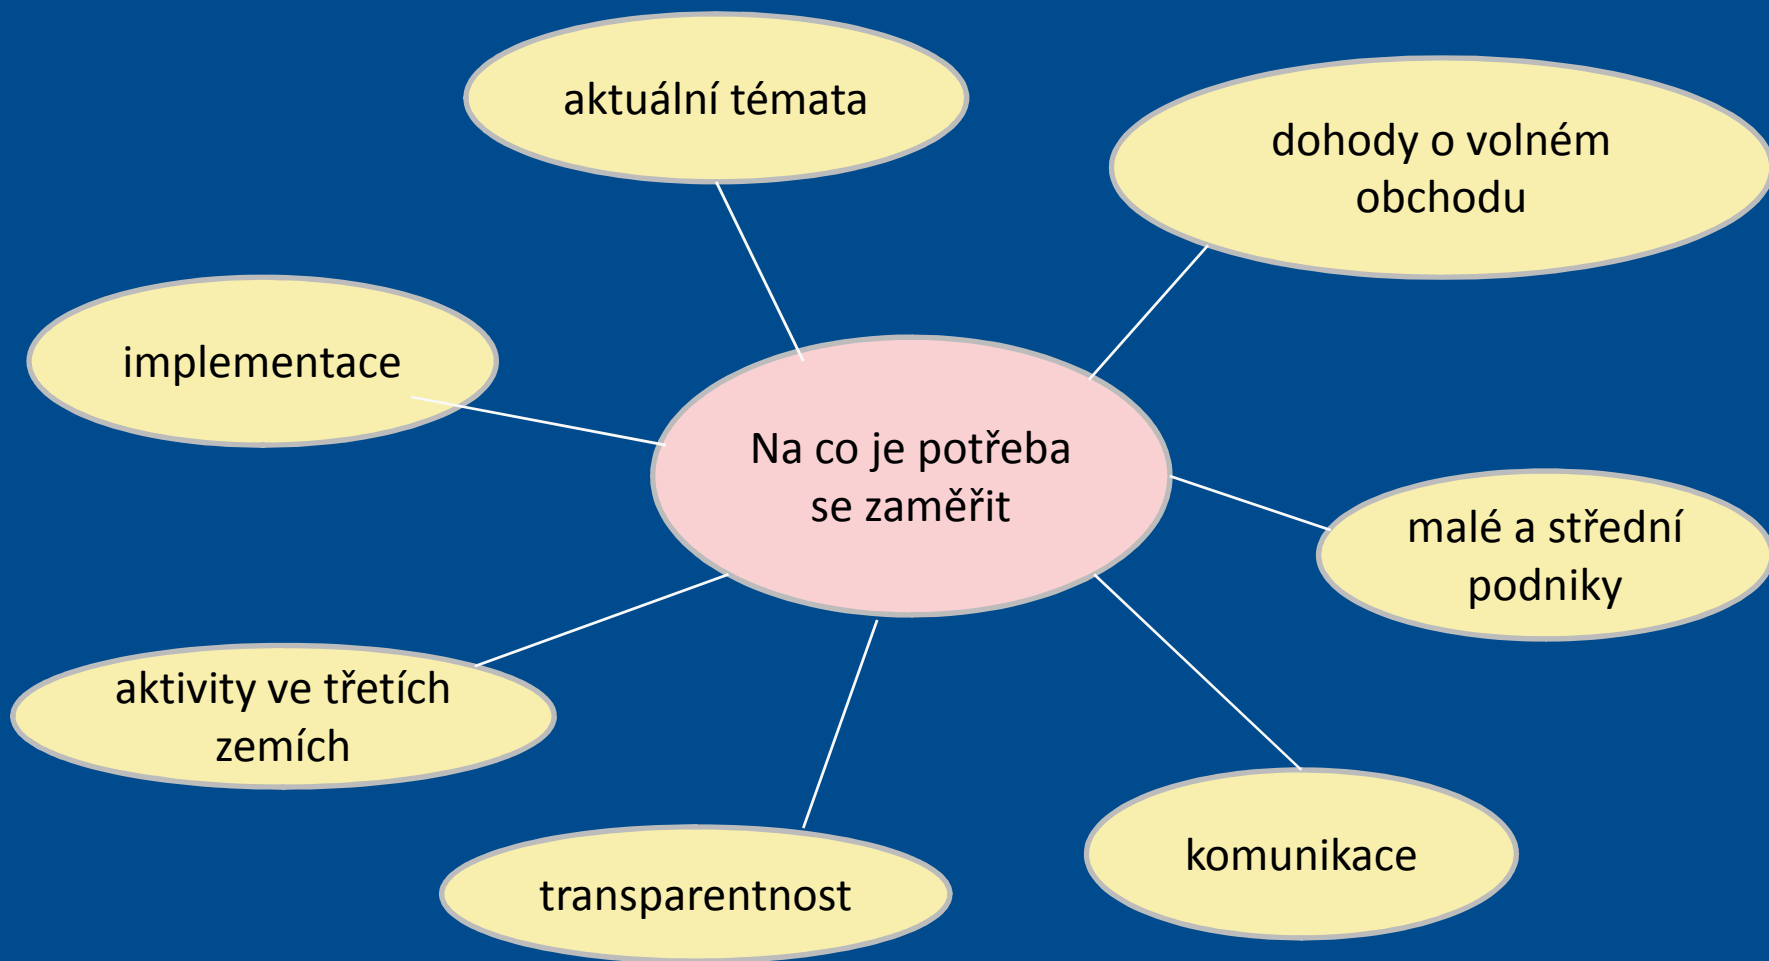 aktuální témata
dohody o volném
obchodu
implementace
Na co je potřeba
se zaměřit
malé a střední
podniky
aktivity ve třetích
zemích
komunikace
transparentnost